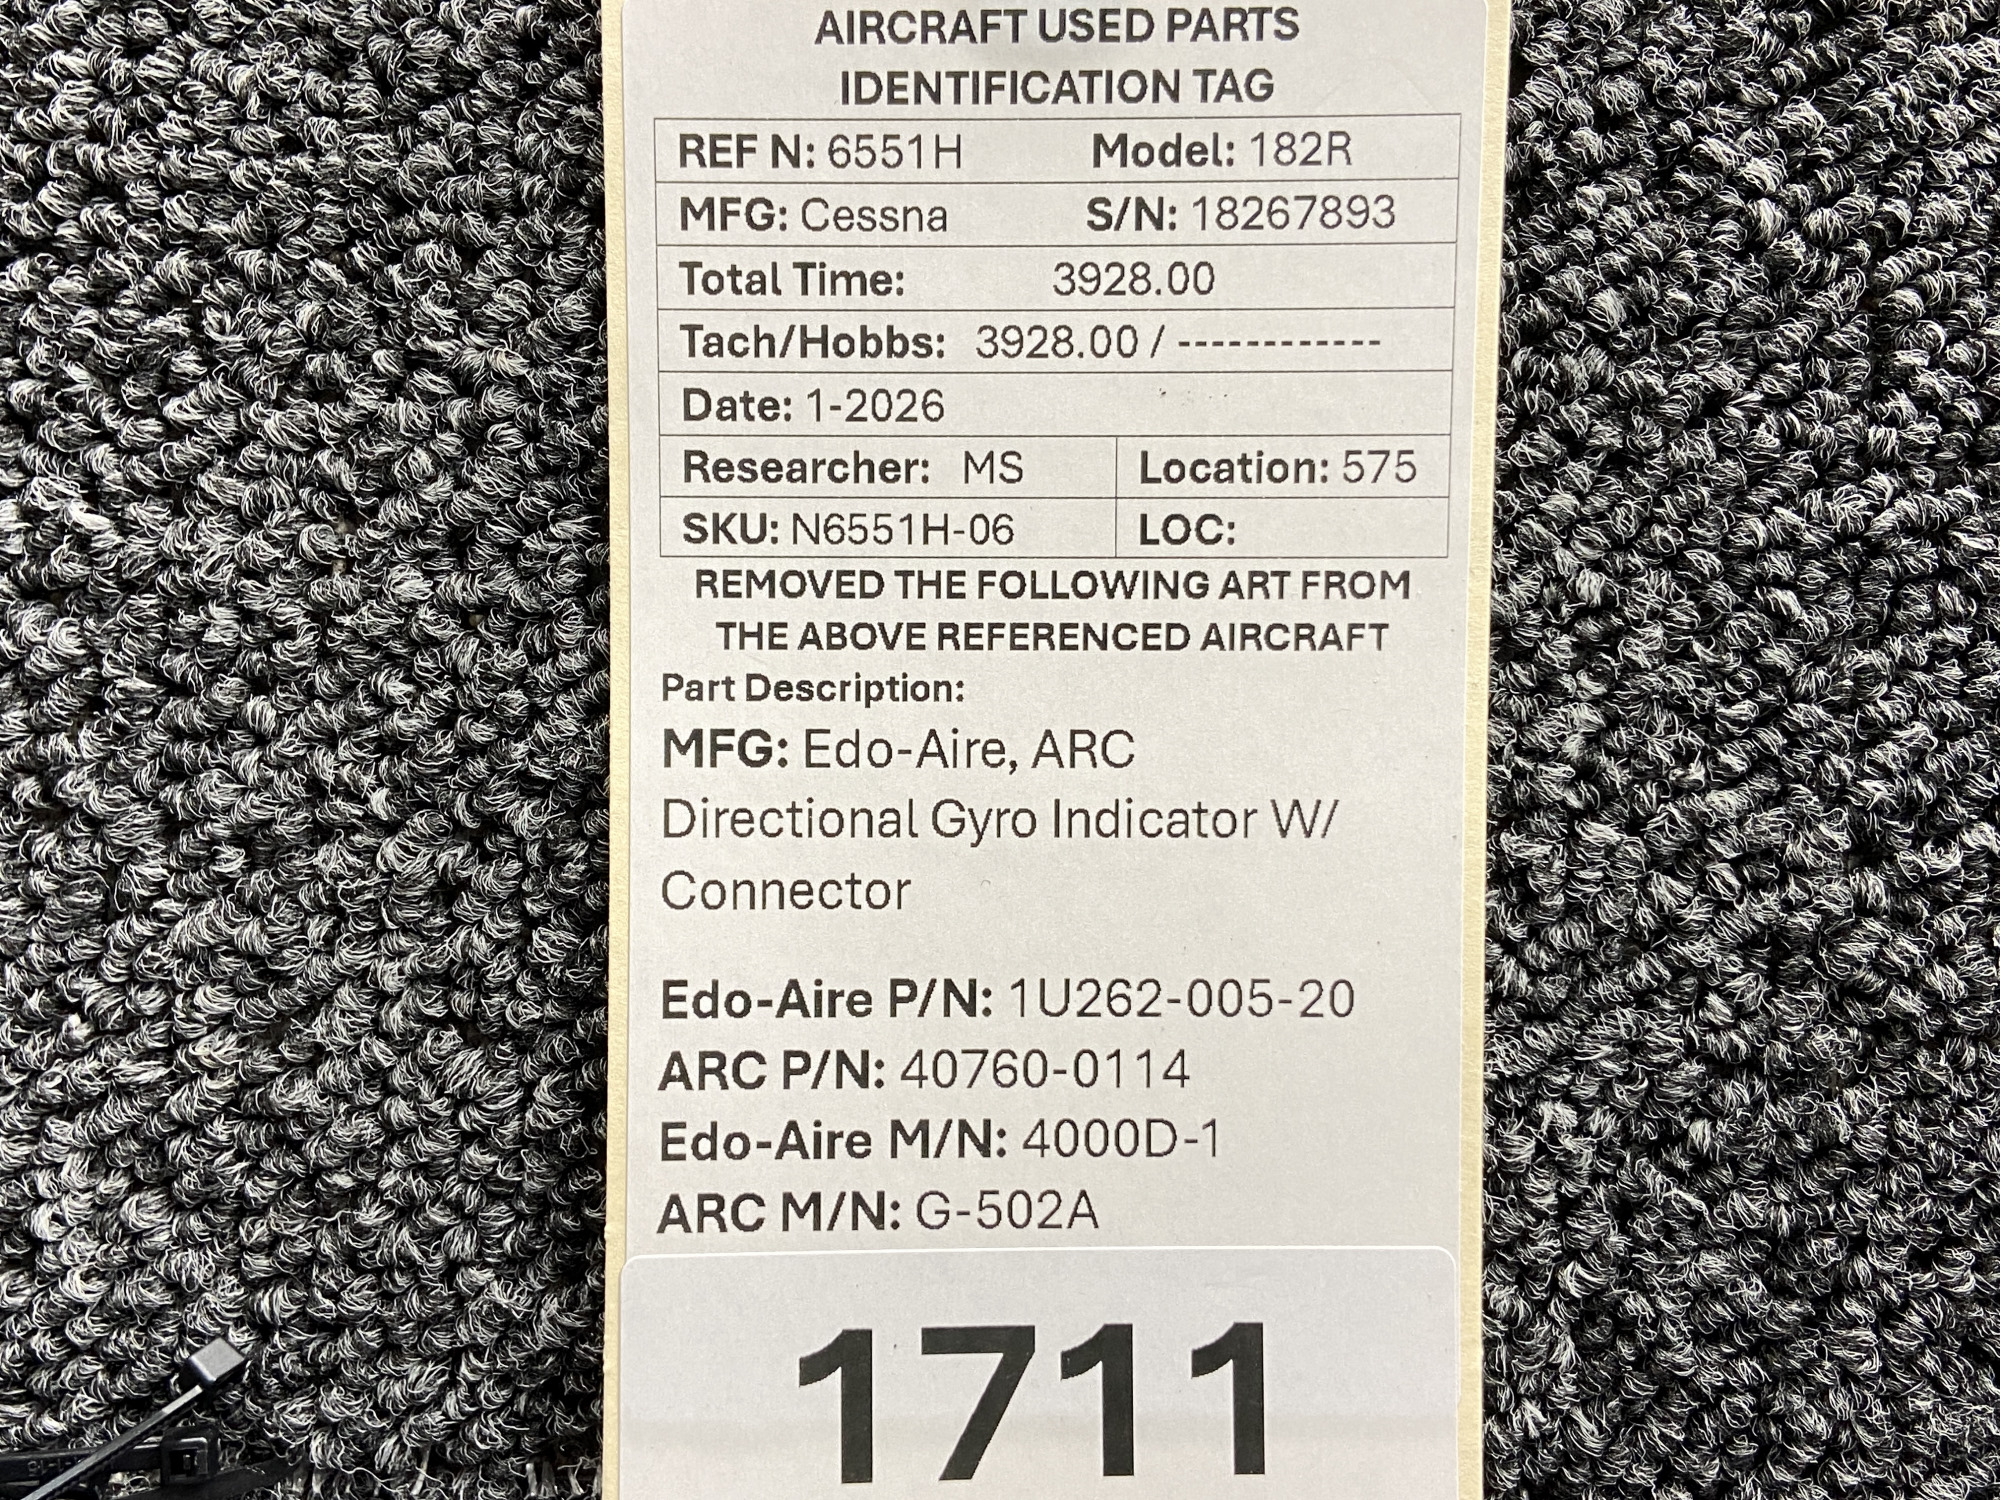 AIRCRAFT USED PARTS
IDENTIFICATION TAG
REF N: 6551H Model: 182R
MFG: Cessna S/N: 18267893
Total Time: 3928.00
Tach/Hobbs: 3928.00 / ------------
Date: 1-2026
Researcher: MS Location: 575
SKU: N6551H-06 LOC:
REMOVED THE FOLLOWING ART FROM
THE ABOVE REFERENCED AIRCRAFT
Part Description:
MFG: Edo-Aire, ARC
Directional Gyro Indicator W/
Connector
Edo-Aire P/N: 1U262-005-20
ARC P/N: 40760-0114
Edo-Aire M/N: 4000D-1
ARC M/N: G-502A
1711